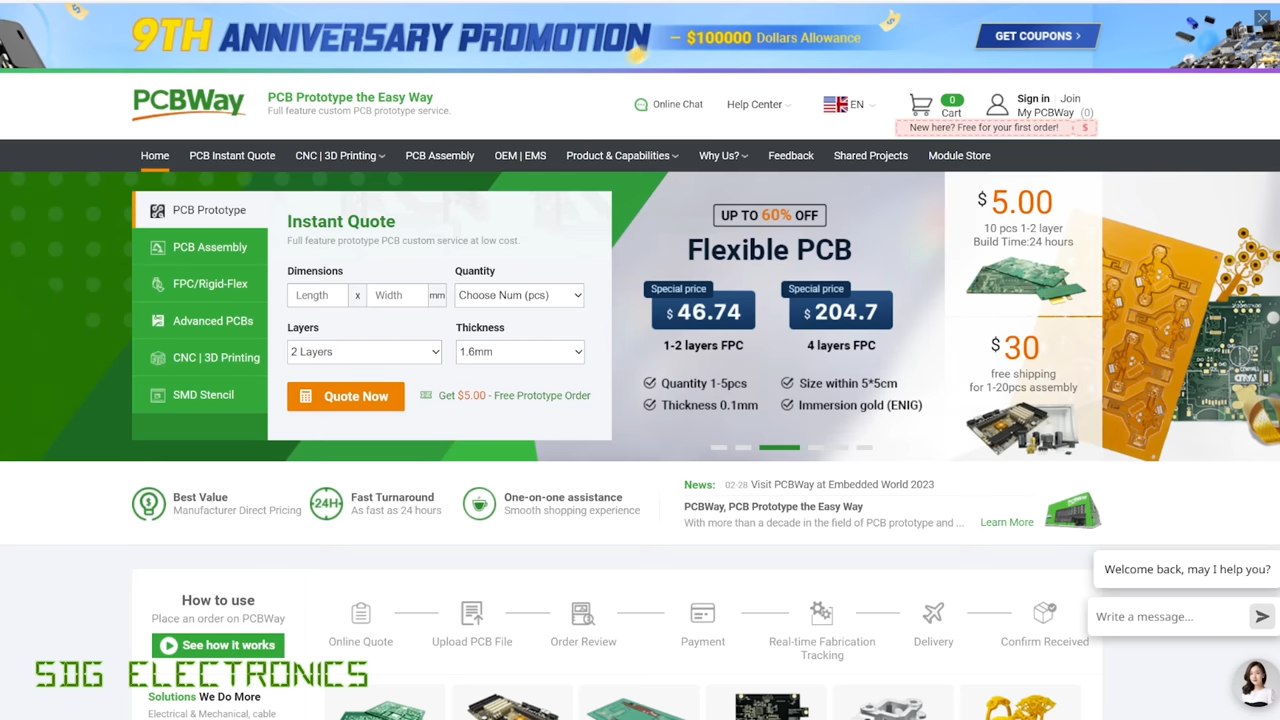 9TH ANNIVERSARY PROMOTION — $100000 Dollars Allowance GET COUPONS >
PCBWay
PCB Prototype the Easy Way
Full feature custom PCB prototype service.
Online Chat Help Center EN 0 Cart Sign in Join
My PCBWay (0)
New here? Free for your first order! $
Home PCB Instant Quote CNC | 3D Printing PCB Assembly OEM | EMS Product & Capabilities Why Us? Feedback Shared Projects Module Store
PCB Prototype
PCB Assembly
FPC/Rigid-Flex
Advanced PCBs
CNC | 3D Printing
SMD Stencil
Instant Quote
Full feature prototype PCB custom service at low cost.
Dimensions Quantity
Length x Width mm Choose Num (pcs)
Layers Thickness
2 Layers 1.6mm
Quote Now Get $5.00 - Free Prototype Order
UP TO 60% OFF
Flexible PCB
Special price Special price
$ 46.74 $ 204.7
1-2 layers FPC 4 layers FPC
Quantity 1-5pcs Size within 5*5cm
Thickness 0.1mm Immersion gold (ENIG)
$ 5.00
10 pcs 1-2 layer
Build Time:24 hours
$ 30
free shipping
for 1-20pcs assembly
Best Value
Manufacturer Direct Pricing
24H
Fast Turnaround
As fast as 24 hours
One-on-one assistance
Smooth shopping experience
News: 02-28 Visit PCBWay at Embedded World 2023
PCBWay, PCB Prototype the Easy Way
With more than a decade in the field of PCB prototype and ... Learn More
Welcome back, may I help you?
Write a message...
How to use
Place an order on PCBWay
See how it works
Online Quote Upload PCB File Order Review Payment Real-time Fabrication Tracking Delivery Confirm Received
SDG ELECTRONICS
Solutions We Do More
Electrical & Mechanical, cable